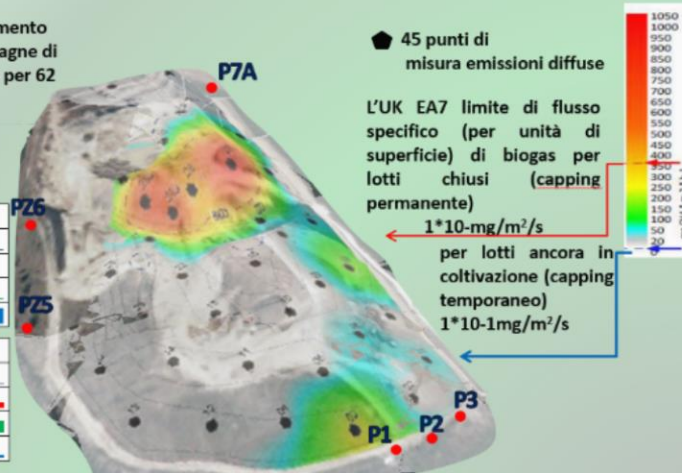 mento
agne di
per 62
45 punti di
misura emissioni diffuse
L'UK EA7 limite di flusso
specifico (per unità di
superficie) di biogas per
lotti chiusi (capping
permanente)
1*10-mg/m²/s
per lotti ancora in
coltivazione (capping
temporaneo)
1*10-1mg/m²/s
P7A
PZ6
PZ5
P1
P2
P3
1050
1000
950
900
850
800
750
700
650
600
550
500
450
400
350
300
250
200
150
100
50
20
0